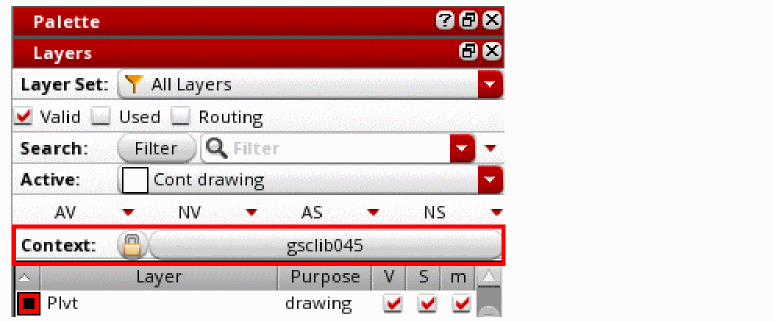 Palette
Layers
Layer Set: All Layers
Valid Used Routing
Search: Filter Filter
Active: Cont drawing
AV NV AS NS
Context: gsclib045
Layer Purpose V S m
Plvt drawing